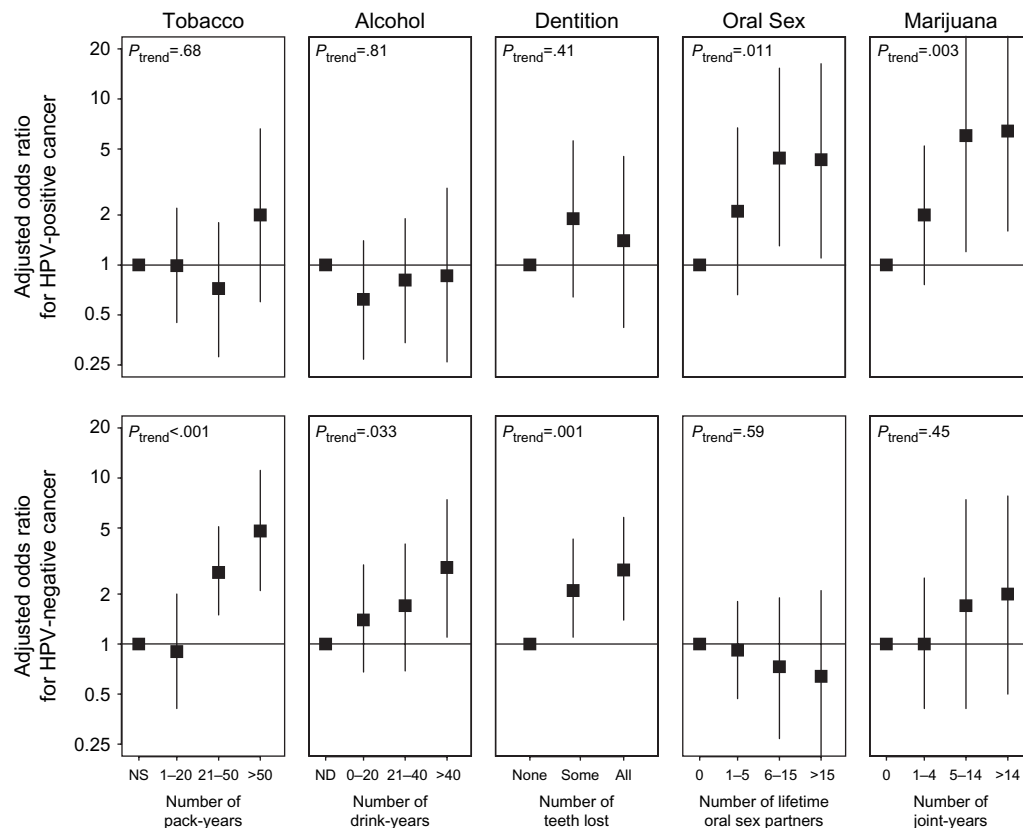 Tobacco Alcohol Dentition Oral Sex Marijuana
Adjusted odds ratio
for HPV-positive cancer
20
10
5
2
1
0.5
0.25
Ptrend=.68 Ptrend=.81 Ptrend=.41 Ptrend=.011 Ptrend=.003
Adjusted odds ratio
for HPV-negative cancer
20
10
5
2
1
0.5
0.25
Ptrend<.001 Ptrend=.033 Ptrend=.001 Ptrend=.59 Ptrend=.45
NS 1–20 21–50 >50 ND 0–20 21–40 >40 None Some All 0 1–5 6–15 >15 0 1–4 5–14 >14
Number of Number of Number of Number of lifetime Number of
pack-years drink-years teeth lost oral sex partners joint-years